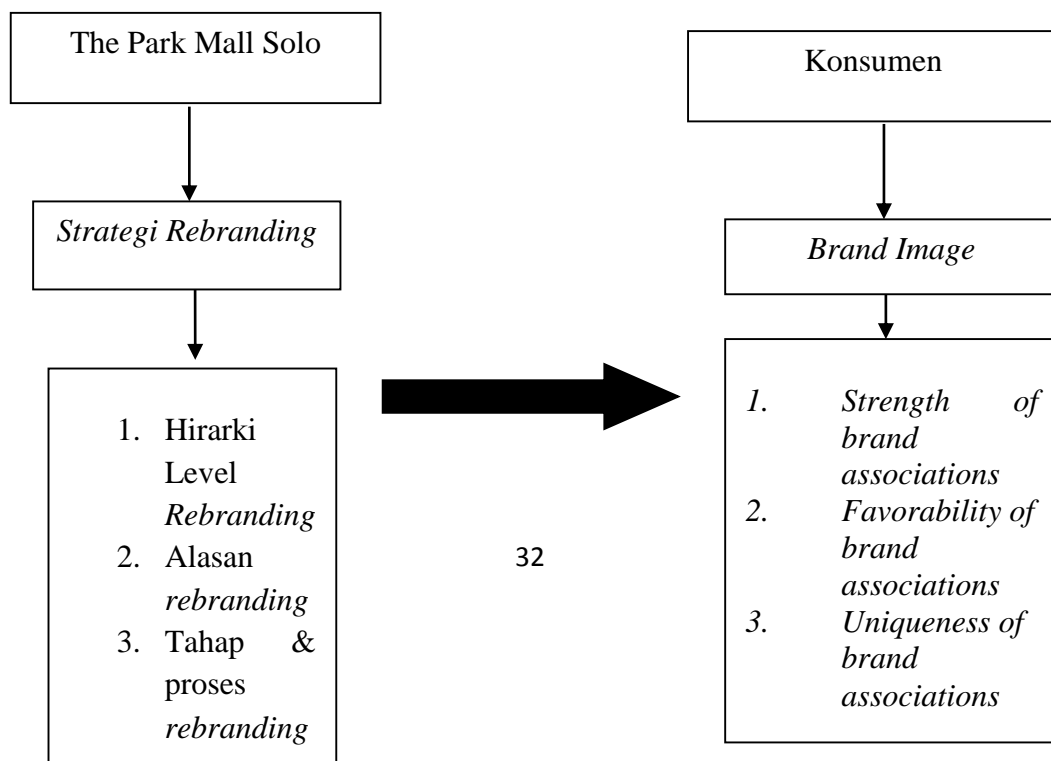 The Park Mall Solo
Strategi Rebranding
1. Hirarki
Level
Rebranding
2. Alasan
rebranding
3. Tahap &
proses
rebranding
32
Konsumen
Brand Image
1. Strength of
brand
associations
2. Favorability of
brand
associations
3. Uniqueness of
brand
associations